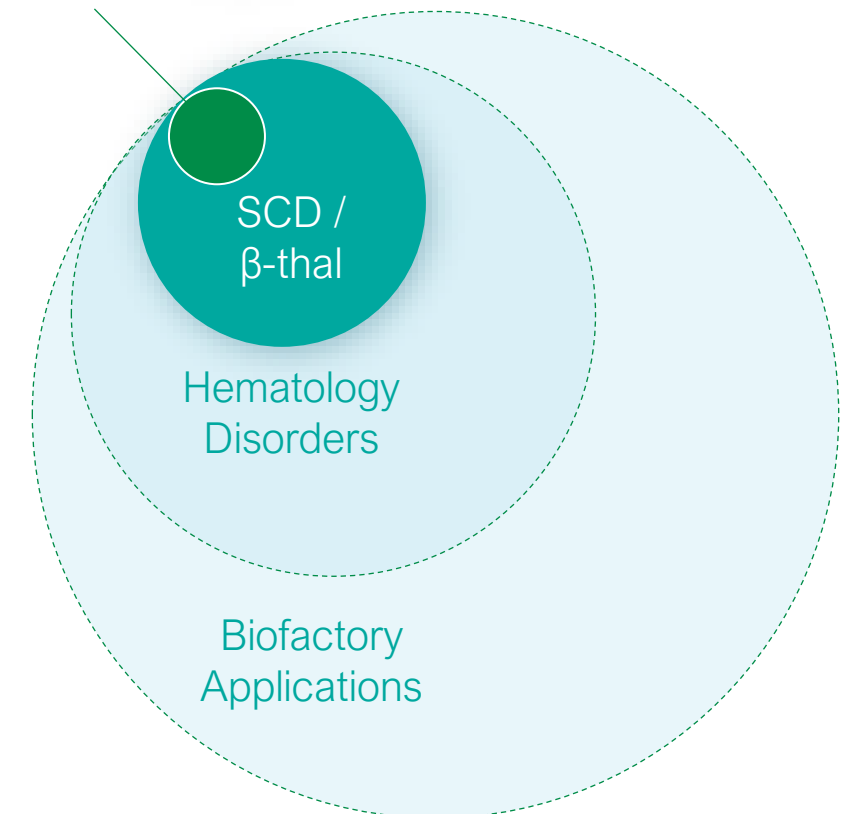 SCD /
β-thal
Hematology
Disorders
Biofactory
Applications